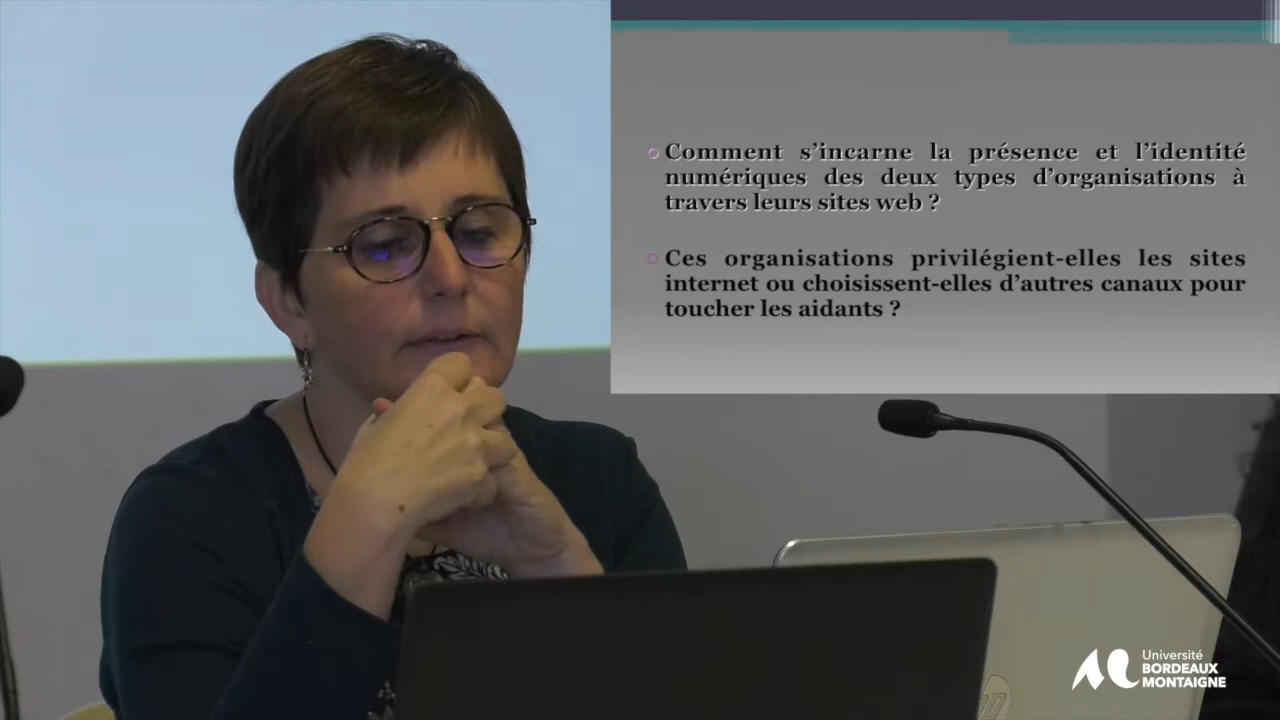 Comment s'incarne la présence et l'identité
numériques des deux types d'organisations à
travers leurs sites web ?
Ces organisations privilégient-elles les sites
internet ou choisissent-elles d'autres canaux pour
toucher les aidants ?
Université
BORDEAUX
MONTAIGNE
hp